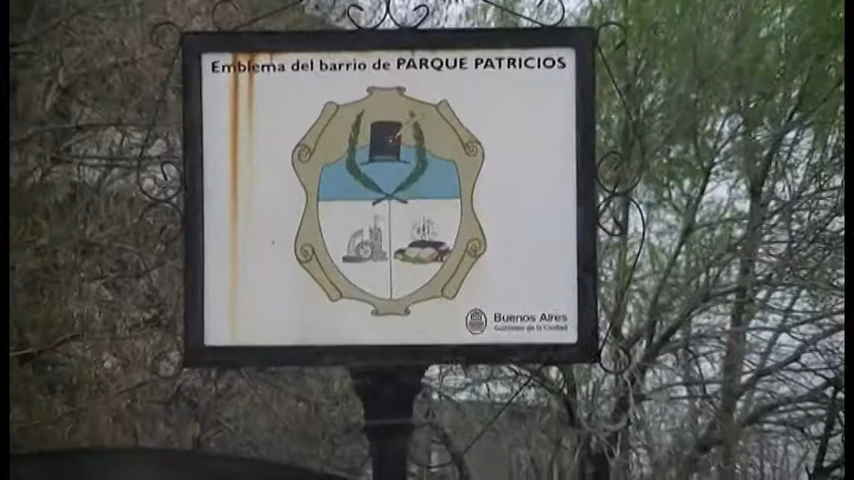 Emblema del barrio de PARQUE PATRICIOS
Buenos Aires
Gobierno de la Ciudad